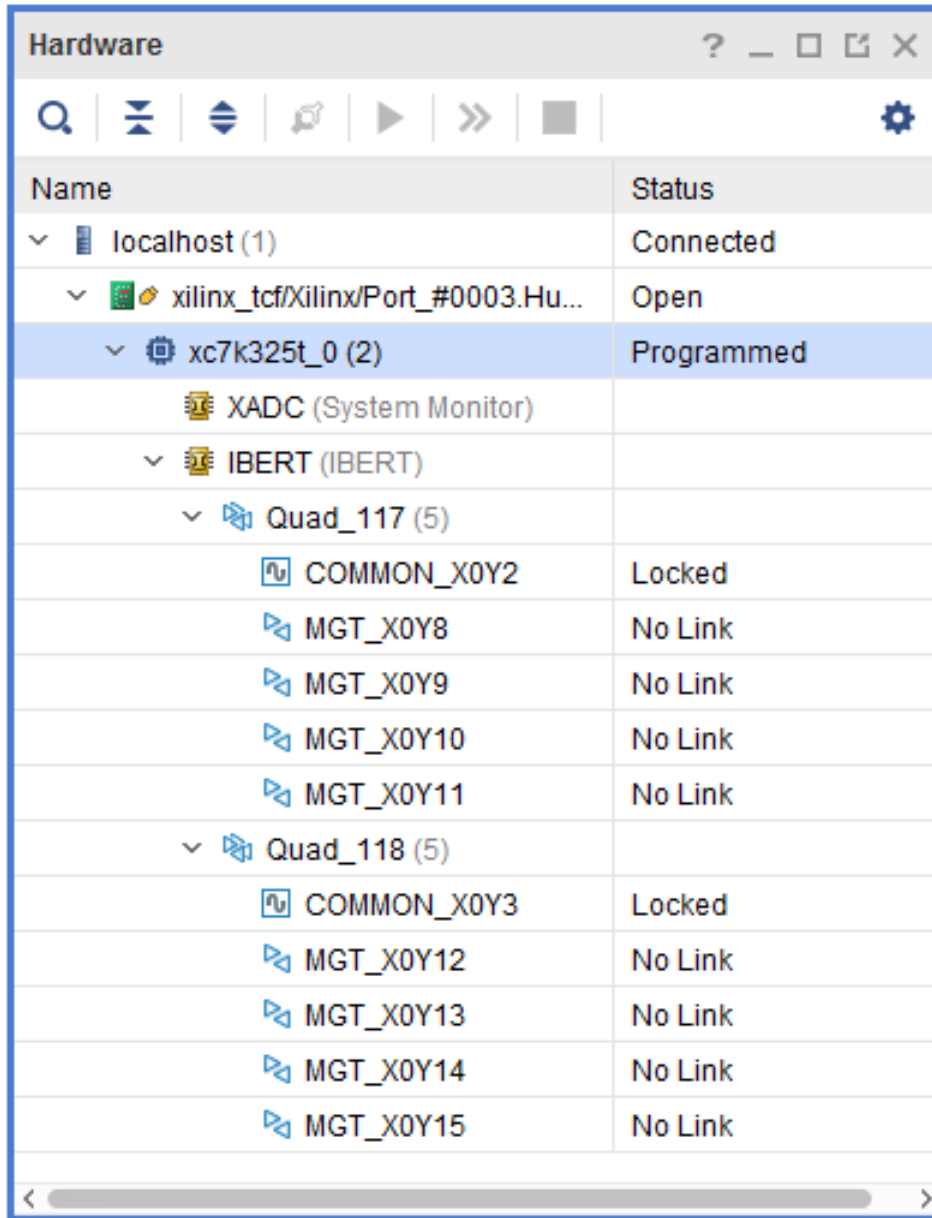 Hardware ?
Name Status
localhost (1) Connected
xilinx_tcf/Xilinx/Port_#0003.Hu... Open
xc7k325t_0 (2) Programmed
XADC (System Monitor)
IBERT (IBERT)
Quad_117 (5)
COMMON_X0Y2 Locked
MGT_X0Y8 No Link
MGT_X0Y9 No Link
MGT_X0Y10 No Link
MGT_X0Y11 No Link
Quad_118 (5)
COMMON_X0Y3 Locked
MGT_X0Y12 No Link
MGT_X0Y13 No Link
MGT_X0Y14 No Link
MGT_X0Y15 No Link